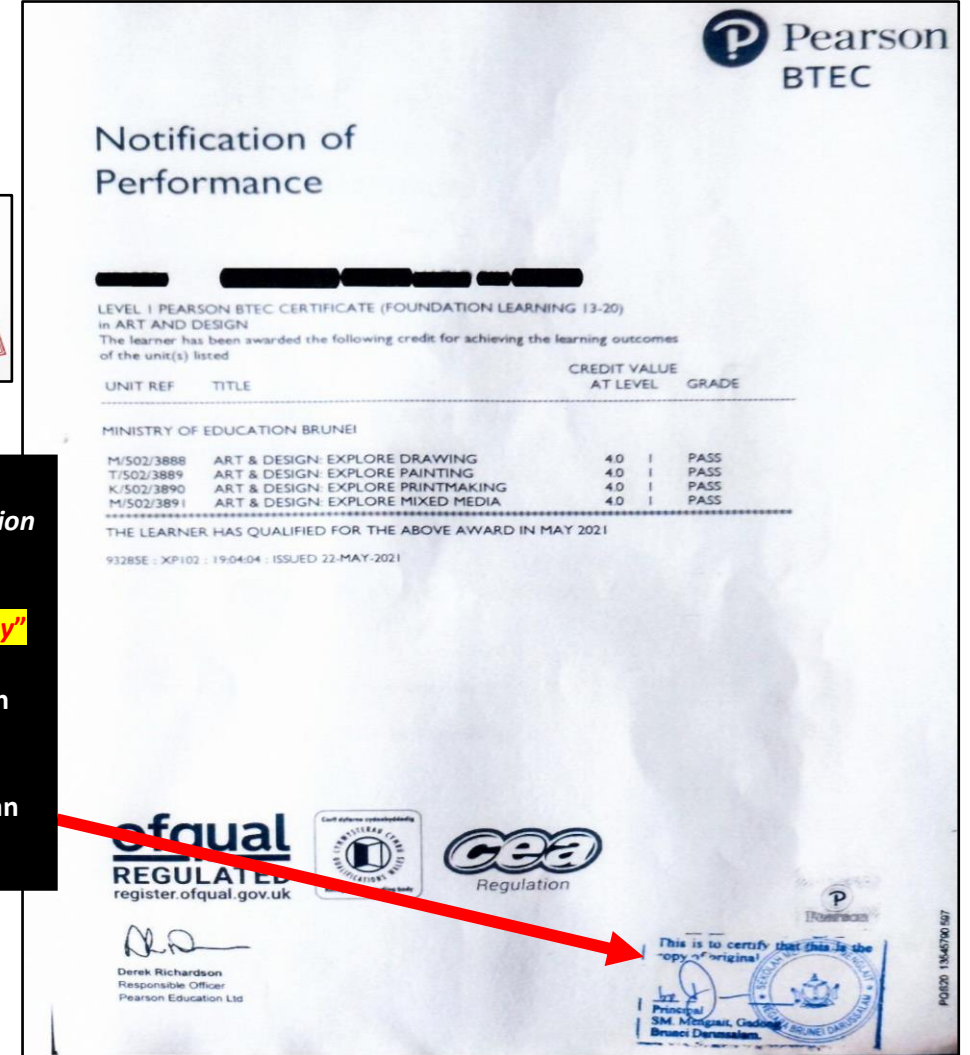 Pearson
BTEC
Notification of
Performance
LEVEL 1 PEARSON BTEC CERTIFICATE (FOUNDATION LEARNING 13-20)
in ART AND DESIGN
The learner has been awarded the following credit for achieving the learning outcomes
of the unit(s) listed
CREDIT VALUE
UNIT REF TITLE AT LEVEL GRADE
MINISTRY OF EDUCATION BRUNEI
M/502/3888 ART & DESIGN: EXPLORE DRAWING 4.0 1 PASS
T/502/3889 ART & DESIGN: EXPLORE PAINTING 4.0 1 PASS
K/502/3890 ART & DESIGN: EXPLORE PRINTMAKING 4.0 1 PASS
M/502/3891 ART & DESIGN: EXPLORE MIXED MEDIA 4.0 1 PASS
THE LEARNER HAS QUALIFIED FOR THE ABOVE AWARD IN MAY 2021
93285E : XP102 : 19:04:04 : ISSUED 22-MAY-2021
ion
y"
n
an
ofqual
REGULATED
register.ofqual.gov.uk
cea
Regulation
Derek Richardson
Responsible Officer
Pearson Education Ltd
Pearson
This is to certify that this is the
copy of original
Principal
SM. Menglait, Gadong
Brunei Darussalam.